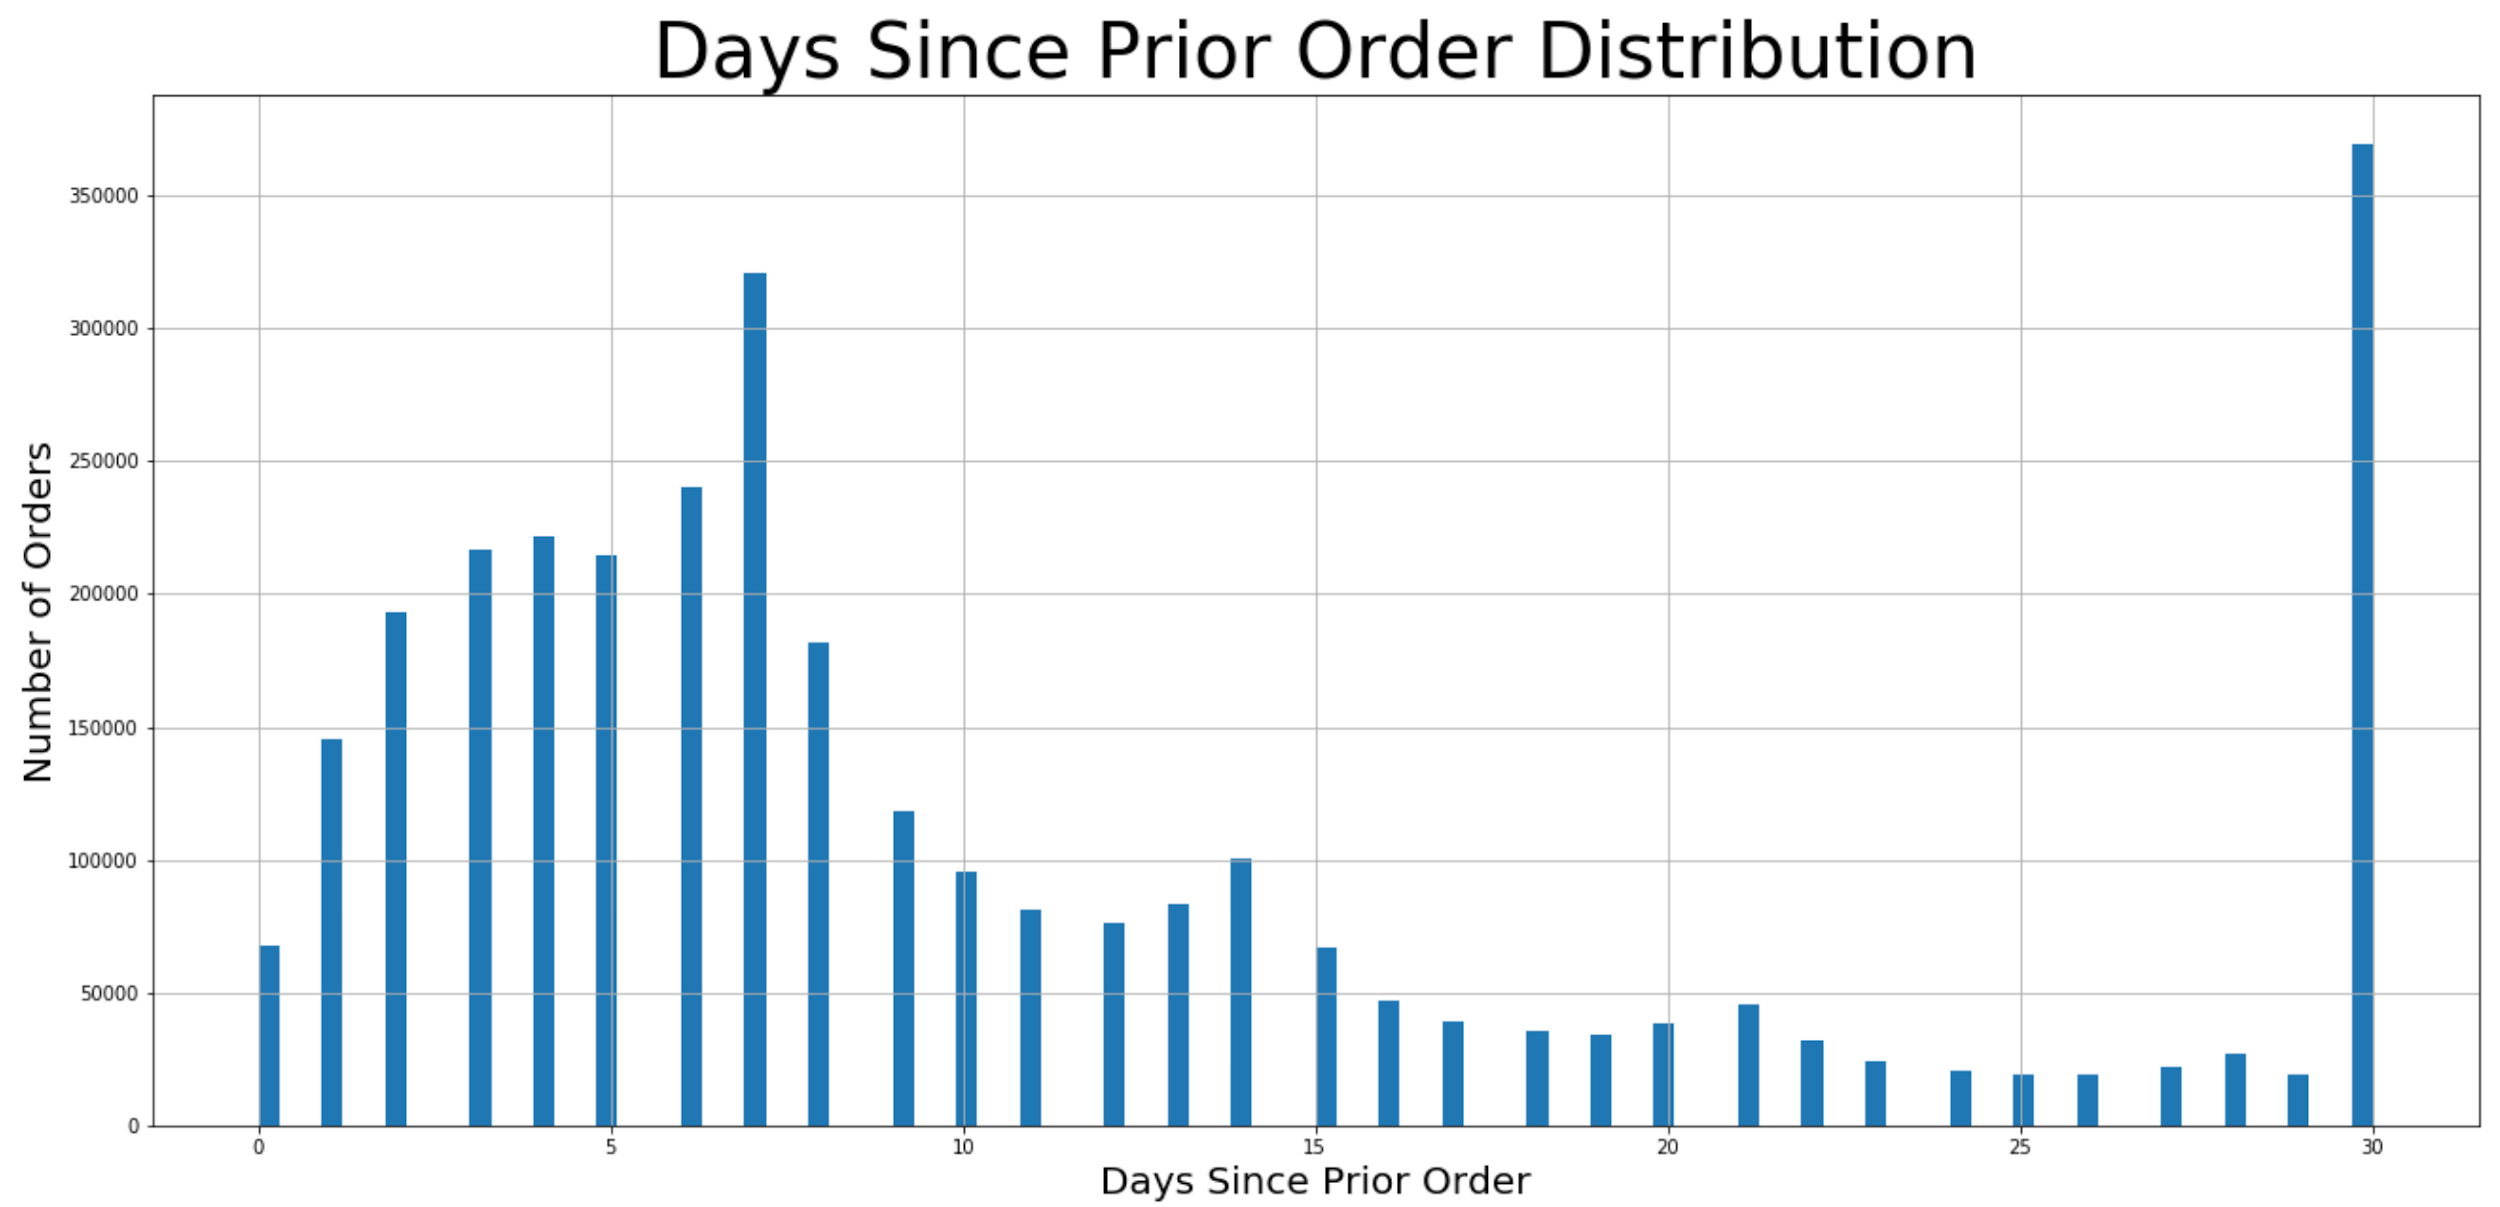 Days Since Prior Order Distribution
350000
300000
250000
200000
150000
100000
50000
0
Number of Orders
0 5 10 15 20 25 30
Days Since Prior Order